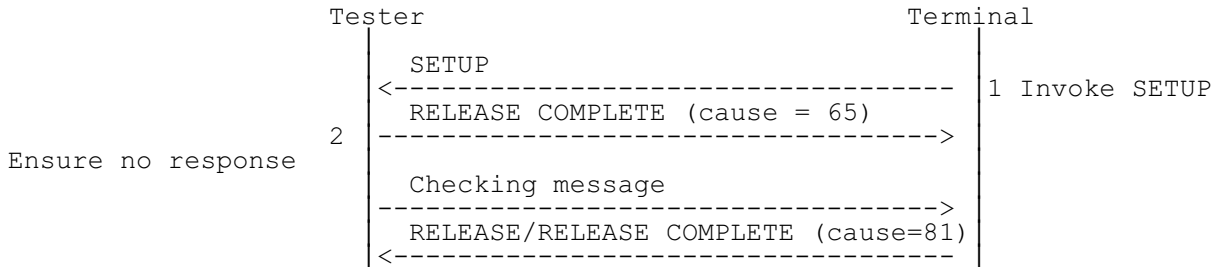 Tester Terminal
SETUP
<----------------------------------- 1 Invoke SETUP
RELEASE COMPLETE (cause = 65)
2 ----------------------------------->
Ensure no response
Checking message
----------------------------------->
RELEASE/RELEASE COMPLETE (cause=81)
<-----------------------------------